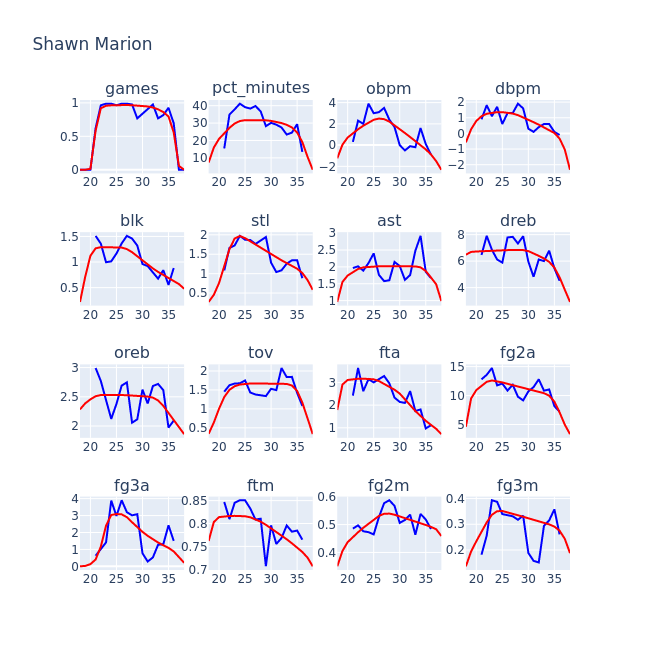 Shawn Marion
games pct_minutes obpm dbpm
1 0.5 0 20 25 30 35
40 30 20 10 20 25 30 35
4 2 0 −2 20 25 30 35
2 1 0 −1 −2 20 25 30 35
blk stl ast dreb
1.5 1 0.5 20 25 30 35
2 1.5 1 0.5 20 25 30 35
3 2.5 2 1.5 1 20 25 30 35
8 6 4 20 25 30 35
oreb tov fta fg2a
3 2.5 2 20 25 30 35
2 1.5 1 0.5 20 25 30 35
3 2 1 20 25 30 35
15 10 5 20 25 30 35
fg3a ftm fg2m fg3m
4 3 2 1 0 20 25 30 35
0.85 0.8 0.75 0.7 20 25 30 35
0.6 0.5 0.4 20 25 30 35
0.4 0.3 0.2 20 25 30 35